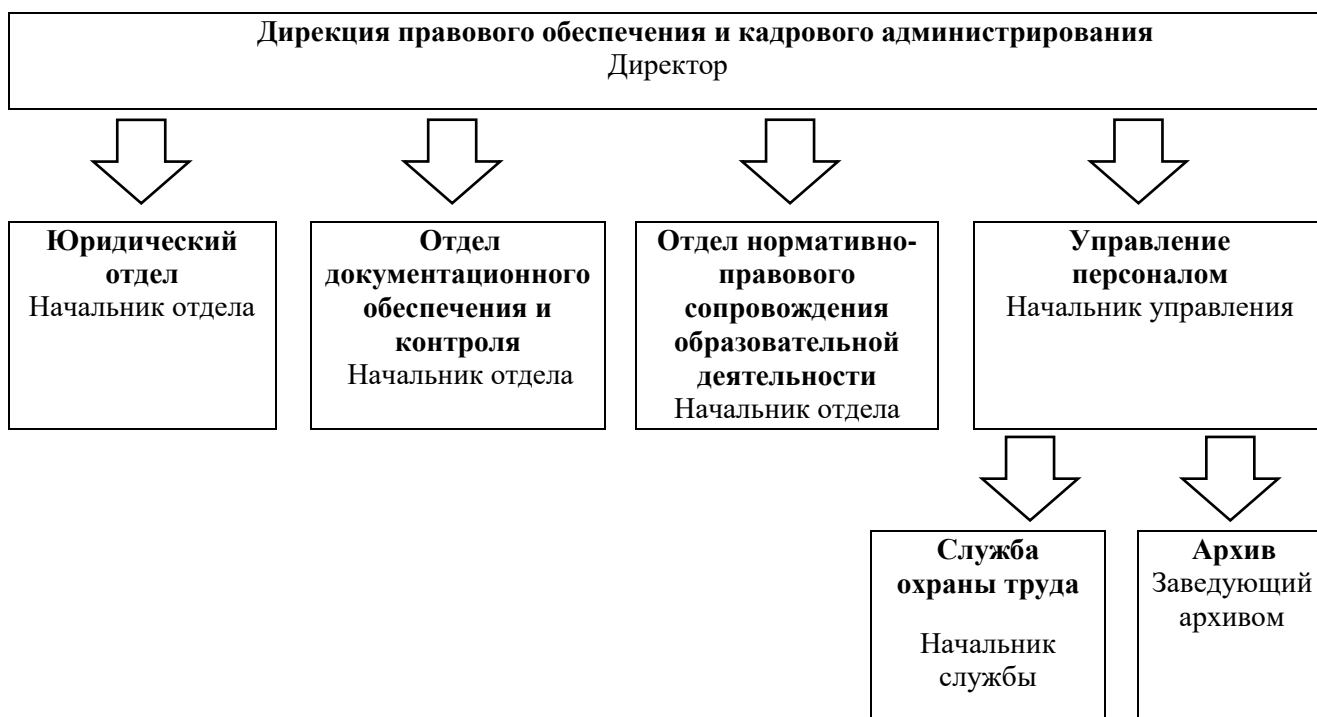 Дирекция правового обеспечения и кадрового администрирования
Директор
Юридический
отдел
Начальник отдела
Отдел
документационного
обеспечения и
контроля
Начальник отдела
Отдел нормативно-
правового
сопровождения
образовательной
деятельности
Начальник отдела
Управление
персоналом
Начальник управления
Служба
охраны труда
Начальник
службы
Архив
Заведующий
архивом